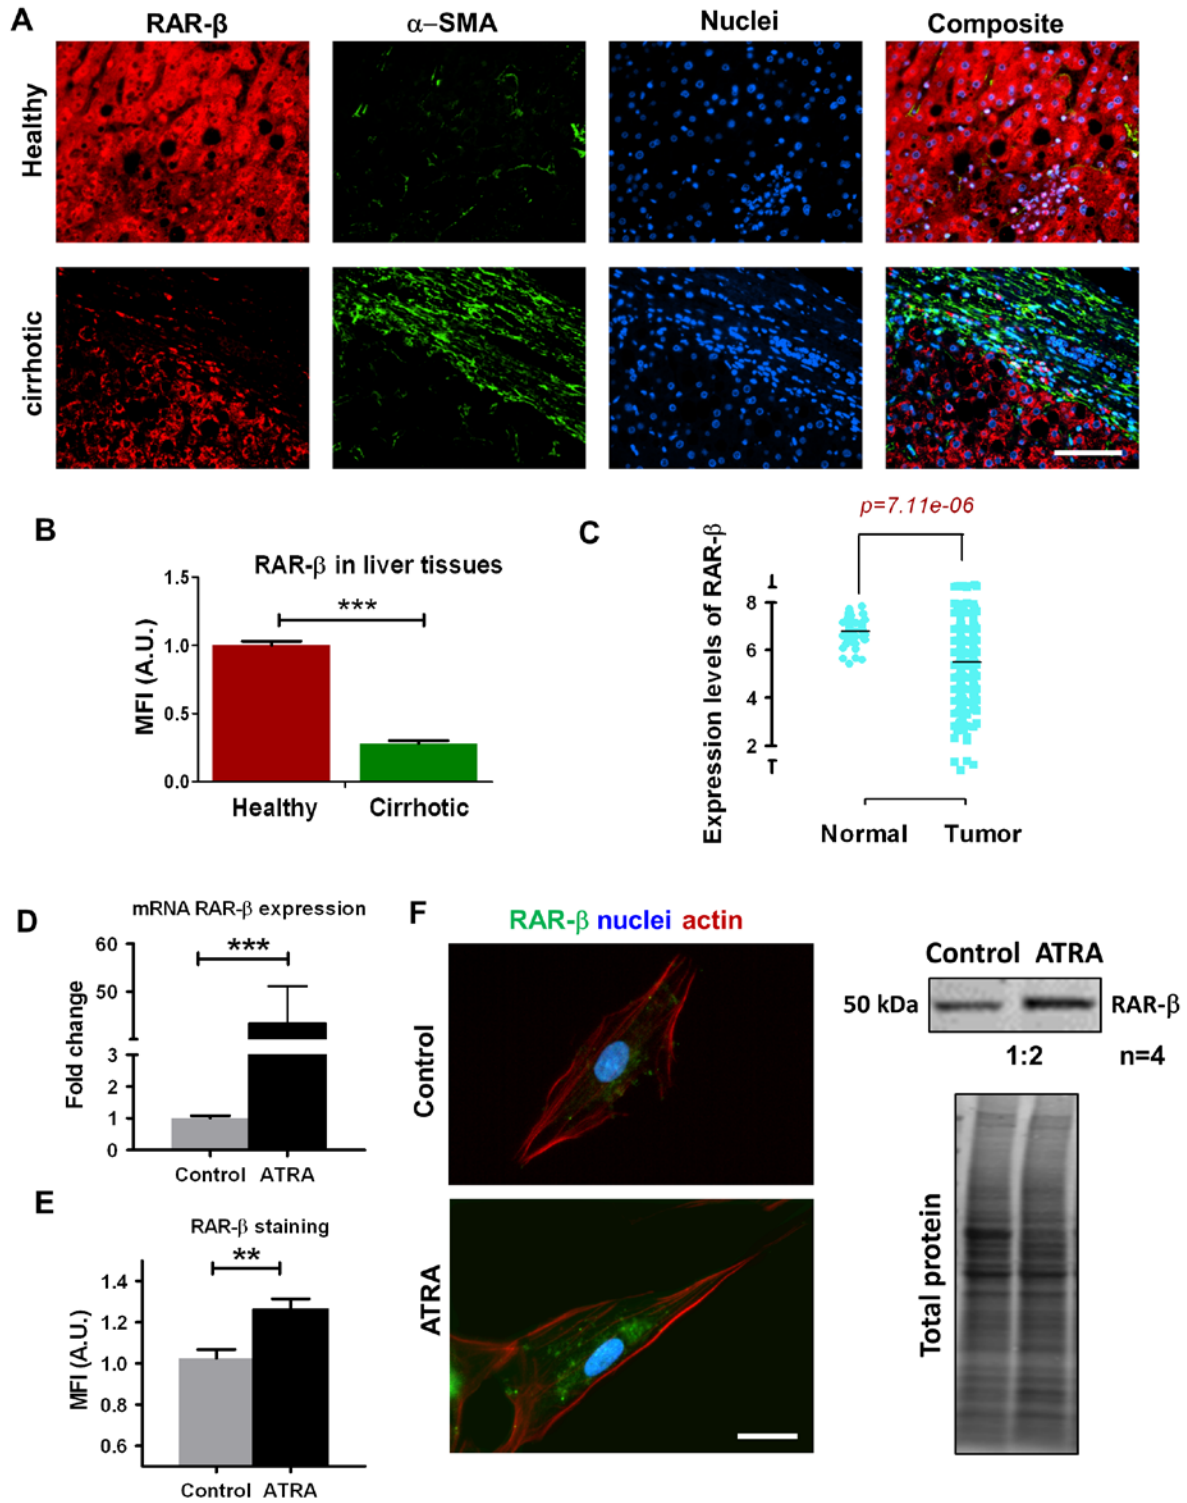 A
RAR-β
α–SMA
Nuclei
Composite
Healthy
cirrhotic
B
RAR-β in liver tissues
MFI (A.U.)
1.5
1.0
0.5
0.0
***
Healthy
Cirrhotic
C
p=7.11e-06
Expression levels of RAR-β
8
6
4
2
Normal
Tumor
D
mRNA RAR-β expression
Fold change
60
50
3
2
1
0
***
Control
ATRA
E
RAR-β staining
MFI (A.U.)
1.4
1.2
1.0
0.8
0.6
**
Control
ATRA
F
RAR-β nuclei actin
Control
ATRA
Control ATRA
50 kDa
RAR-β
1:2
n=4
Total protein